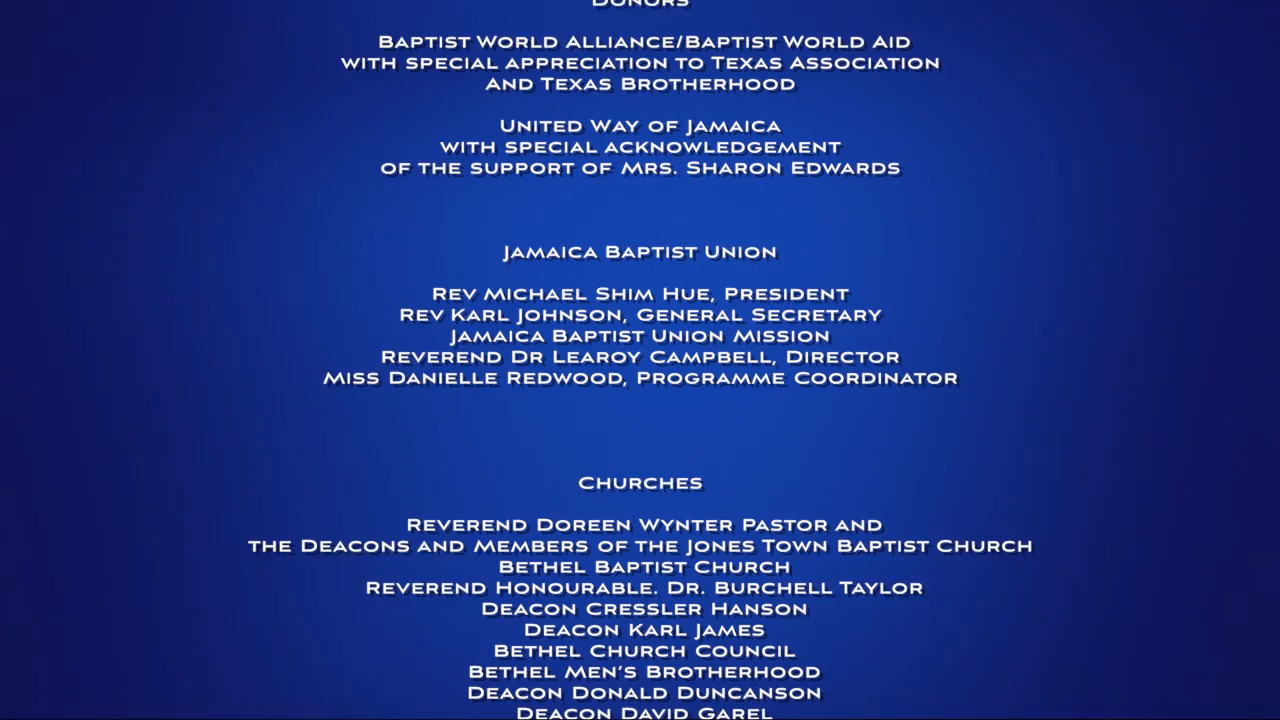 Donors
Baptist World Alliance/Baptist World Aid
with special appreciation to Texas Association
And Texas Brotherhood
United Way of Jamaica
with special acknowledgement
of the support of Mrs. Sharon Edwards
Jamaica Baptist Union
Rev Michael Shim Hue, President
Rev Karl Johnson, General Secretary
Jamaica Baptist Union Mission
Reverend Dr Learoy Campbell, Director
Miss Danielle Redwood, Programme Coordinator
Churches
Reverend Doreen Wynter Pastor and
the Deacons and Members of the Jones Town Baptist Church
Bethel Baptist Church
Reverend Honourable. Dr. Burchell Taylor
Deacon Cressler Hanson
Deacon Karl James
Bethel Church Council
Bethel Men's Brotherhood
Deacon Donald Duncanson
Deacon David Garel